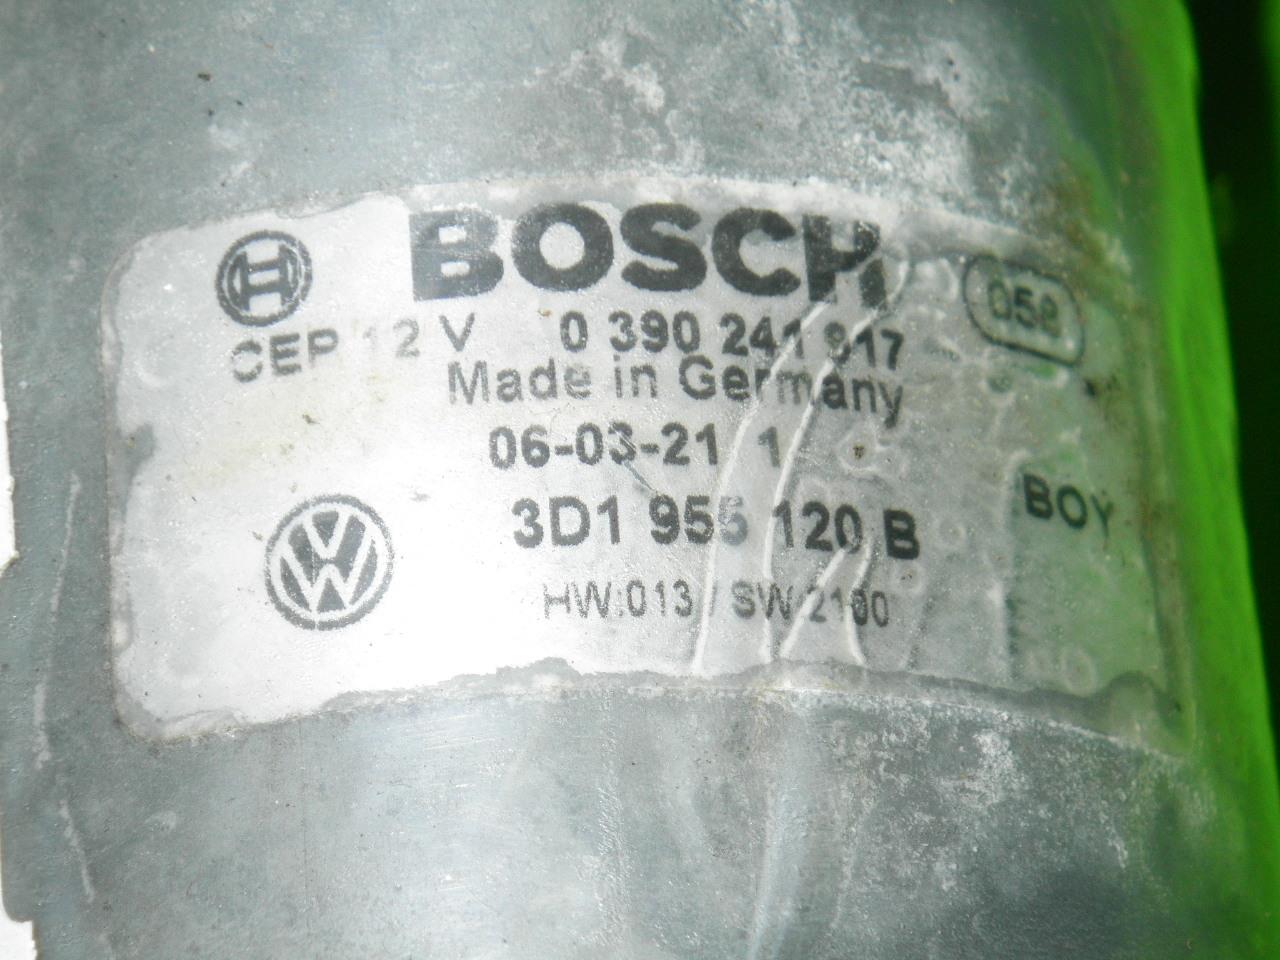 BOSCH
058
CEP 12 V 0 390 241 917
Made in Germany
06-03-21 1
BOY
VW 3D1 955 120 B
HW:013 / SW:2100